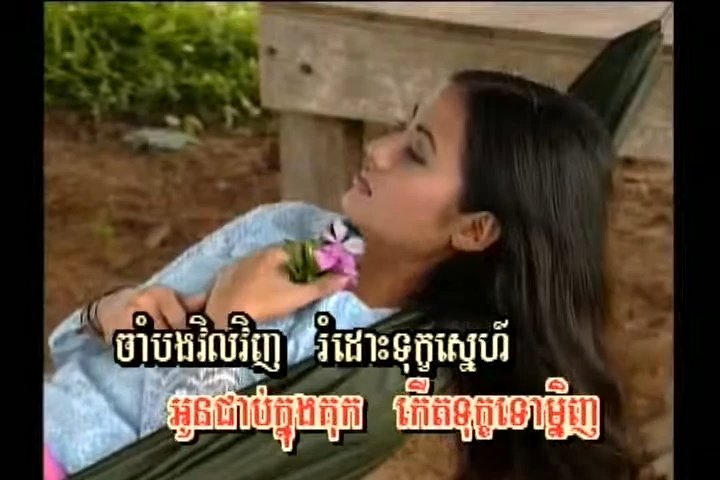 ចាំបងវិលវិញ រំដោះទុក្ខស្នេហ៍
អូនជាប់ក្នុងគុក កើតទុក្ខទោម្និញ